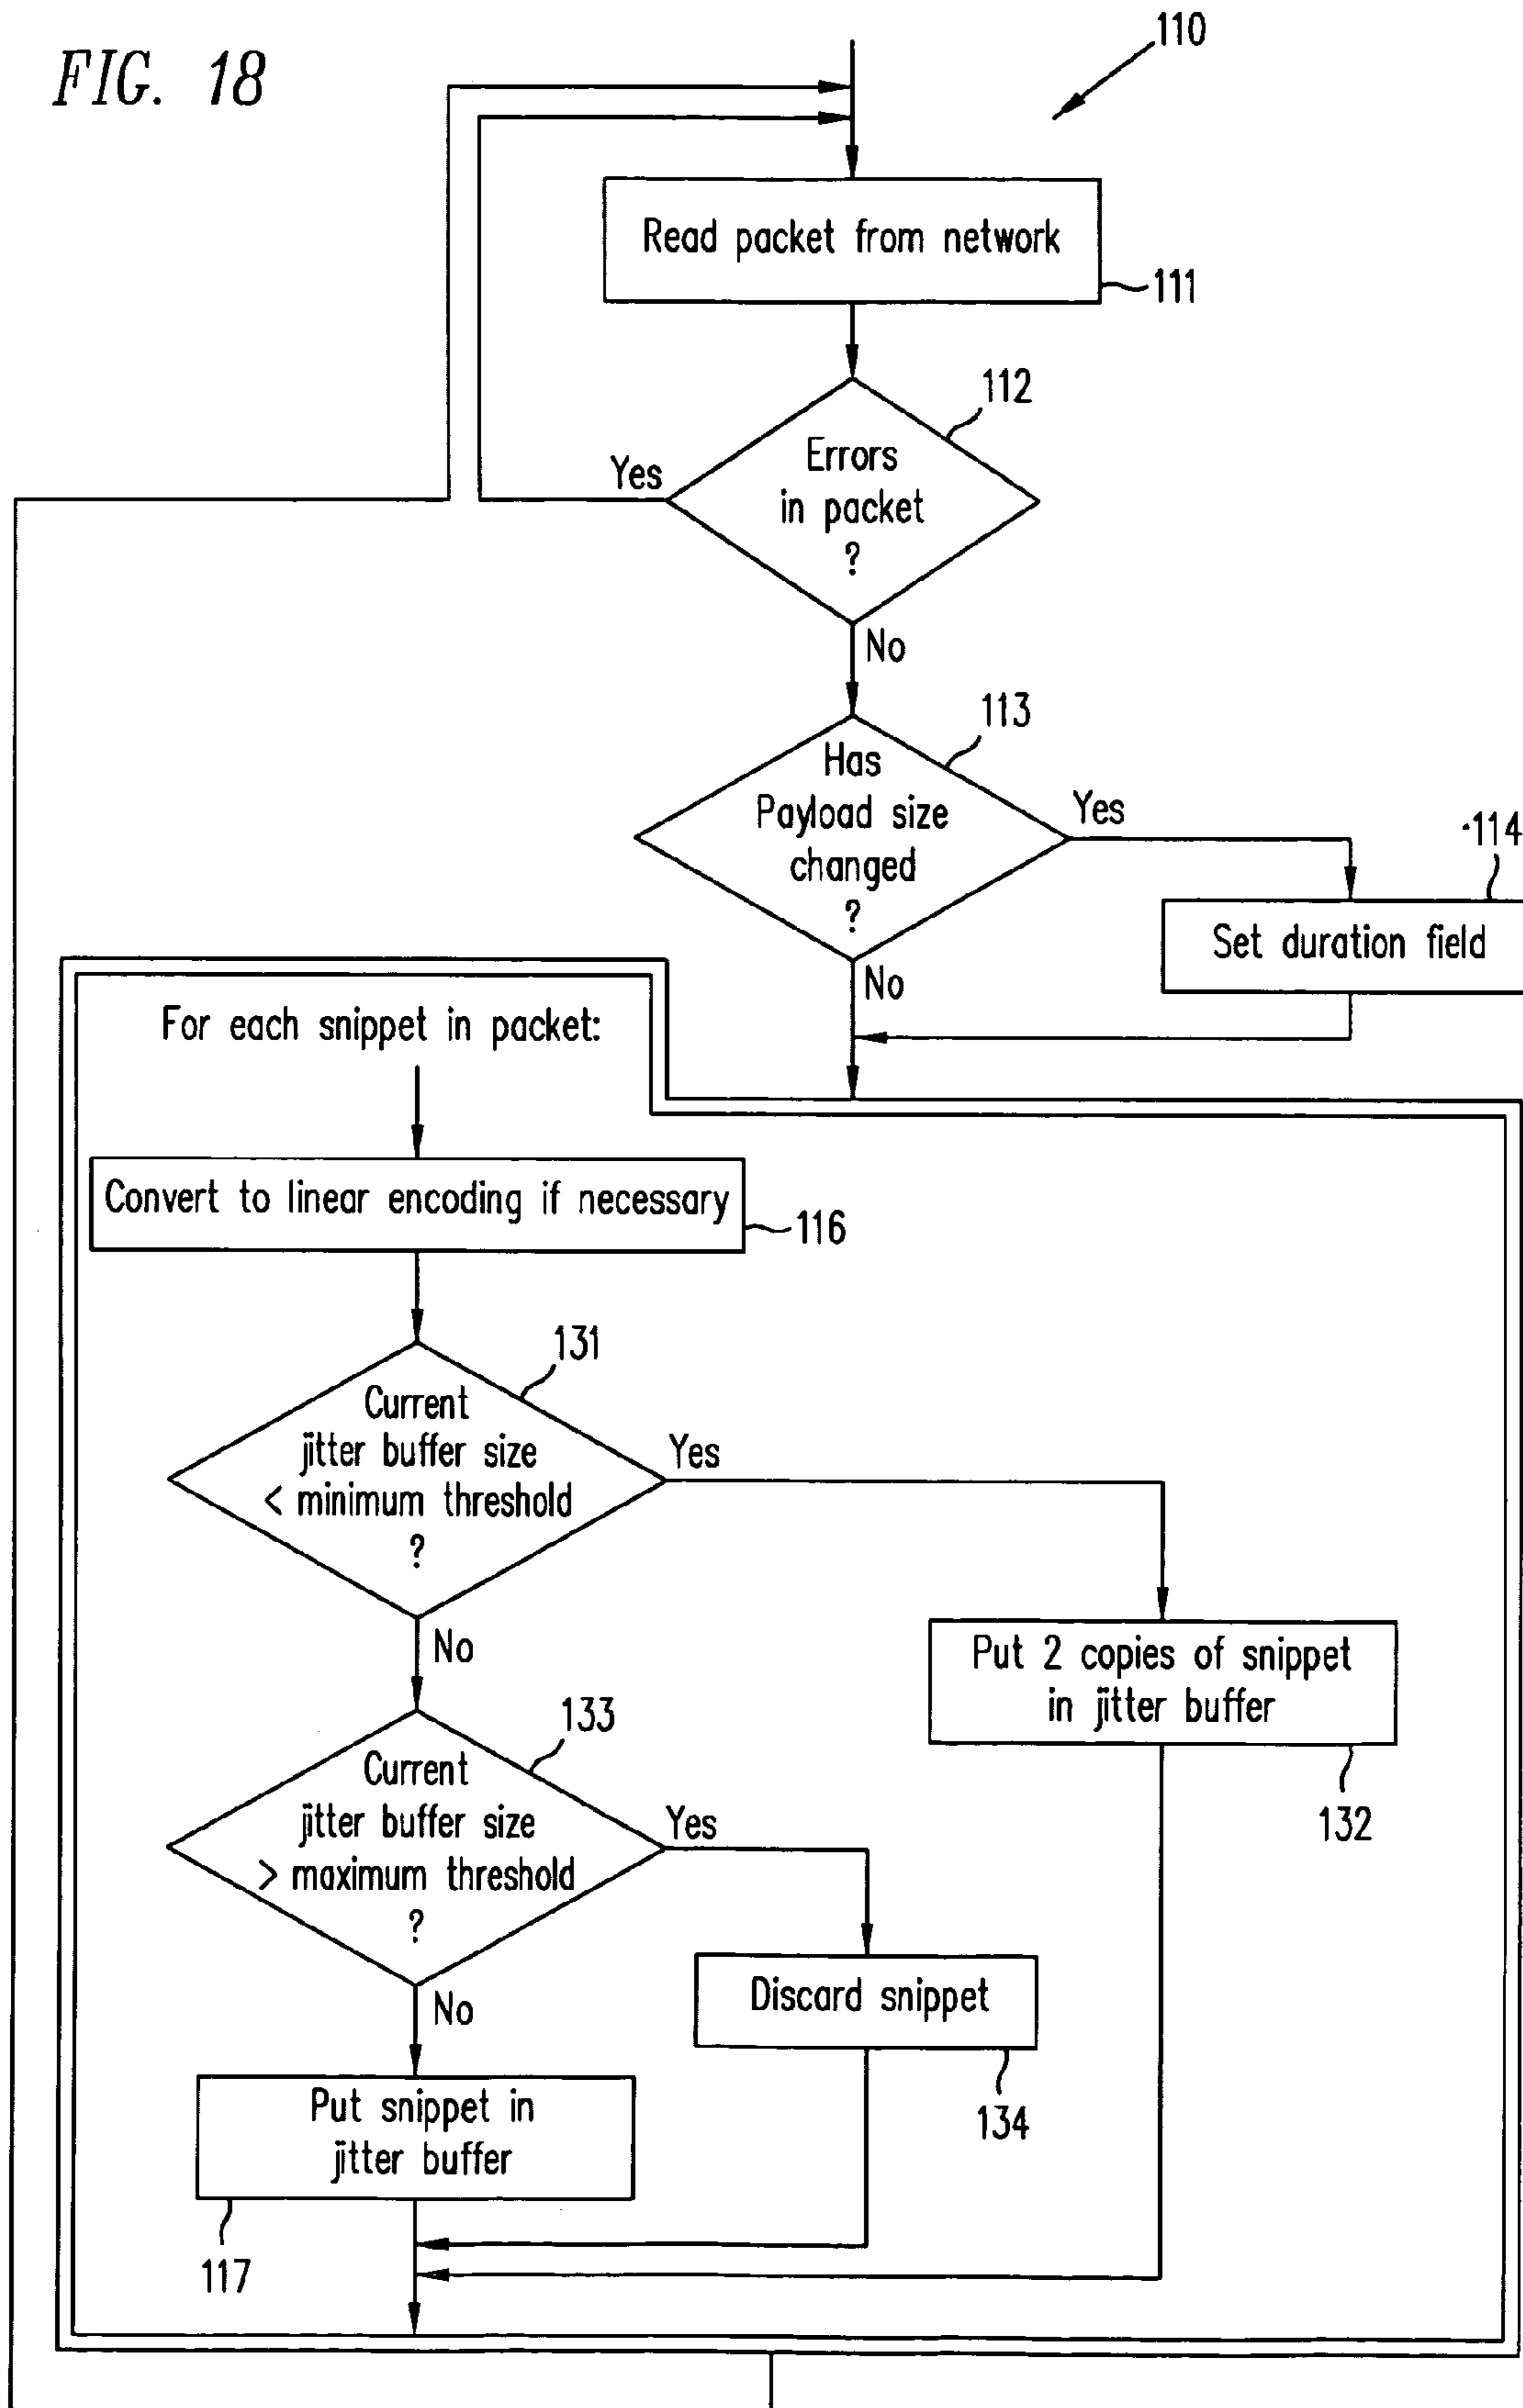 FIG. 18
110
Read packet from network
111
112
Errors
in packet
?
Yes
No
113
Has
Payload size
changed
?
Yes
114
Set duration field
No
For each snippet in packet:
Convert to linear encoding if necessary
116
131
Current
jitter buffer size
< minimum threshold
?
Yes
No
Put 2 copies of snippet
in jitter buffer
132
133
Current
jitter buffer size
> maximum threshold
?
Yes
No
Discard snippet
134
Put snippet in
jitter buffer
117